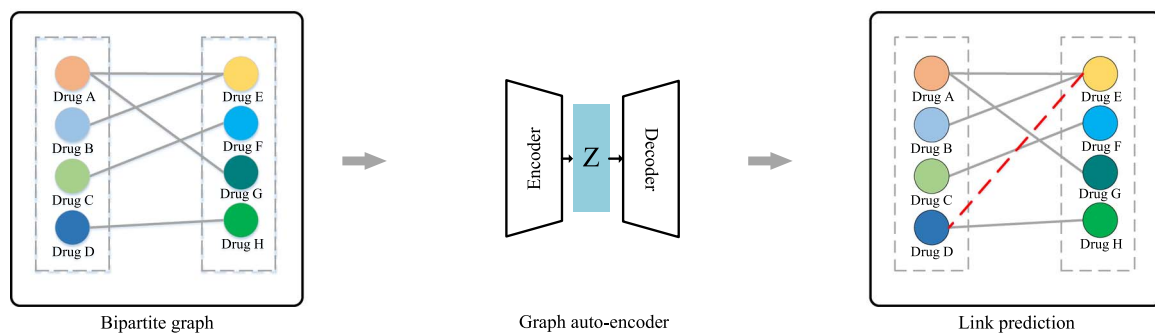 Drug A
Drug B
Drug C
Drug D
Drug E
Drug F
Drug G
Drug H
Bipartite graph
Encoder
Z
Decoder
Graph auto-encoder
Drug A
Drug B
Drug C
Drug D
Drug E
Drug F
Drug G
Drug H
Link prediction